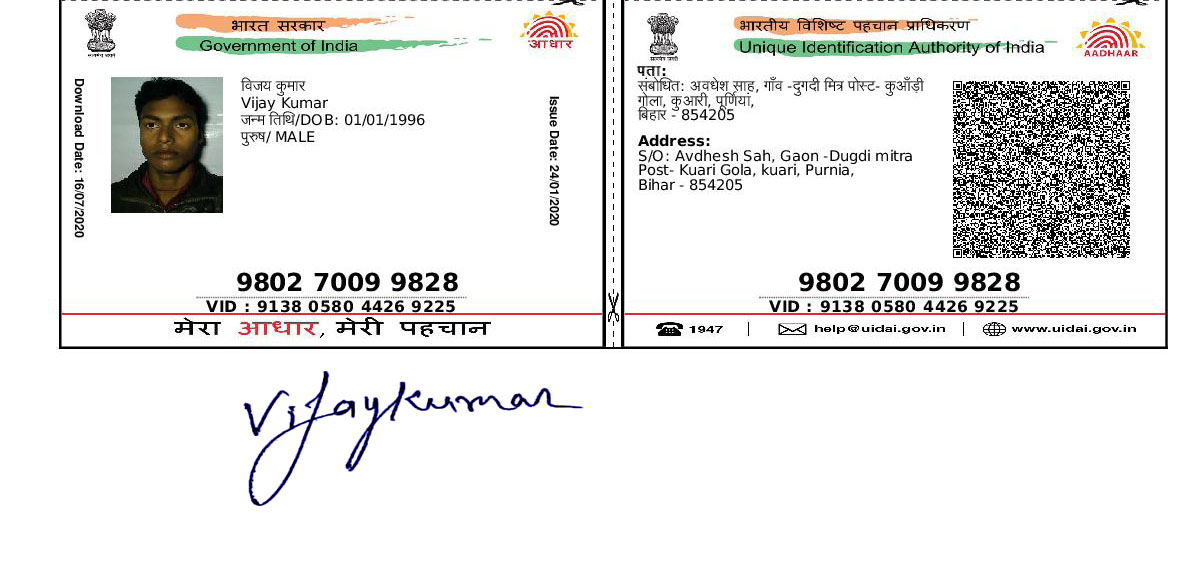 भारत सरकार
Government of India
आधार
Download Date: 16/07/2020
विजय कुमार
Vijay Kumar
जन्म तिथि/DOB: 01/01/1996
पुरुष/ MALE
Issue Date: 24/01/2020
9802 7009 9828
VID : 9138 0580 4426 9225
मेरा आधार, मेरी पहचान
भारतीय विशिष्ट पहचान प्राधिकरण
Unique Identification Authority of India
AADHAAR
पता:
संबोधित: अवधेश साह, गाँव -दुगदी मित्र पोस्ट- कुआँड़ी
गोला, कुआरी, पूर्णिया,
बिहार - 854205
Address:
S/O: Avdhesh Sah, Gaon -Dugdi mitra
Post- Kuari Gola, kuari, Purnia,
Bihar - 854205
9802 7009 9828
VID : 9138 0580 4426 9225
1947 | help@uidai.gov.in | www.uidai.gov.in
Vijaykumar